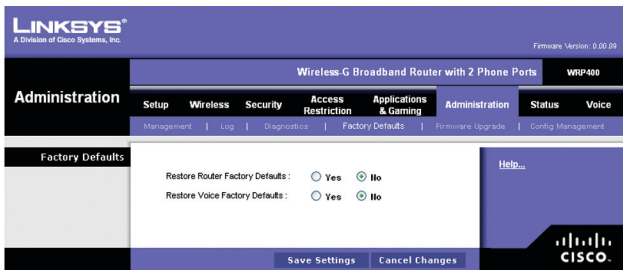 LINKSYS®
A Division of Cisco Systems, Inc.
Firmware Version: 0.00.09
Wireless-G Broadband Router with 2 Phone Ports WRP400
Administration
Setup Wireless Security Access Restriction Applications & Gaming Administration Status Voice
Management | Log | Diagnostics | Factory Defaults | Firmware Upgrade | Config Management
Factory Defaults
Help...
Restore Router Factory Defaults : Yes No
Restore Voice Factory Defaults : Yes No
Save Settings Cancel Changes
CISCO.